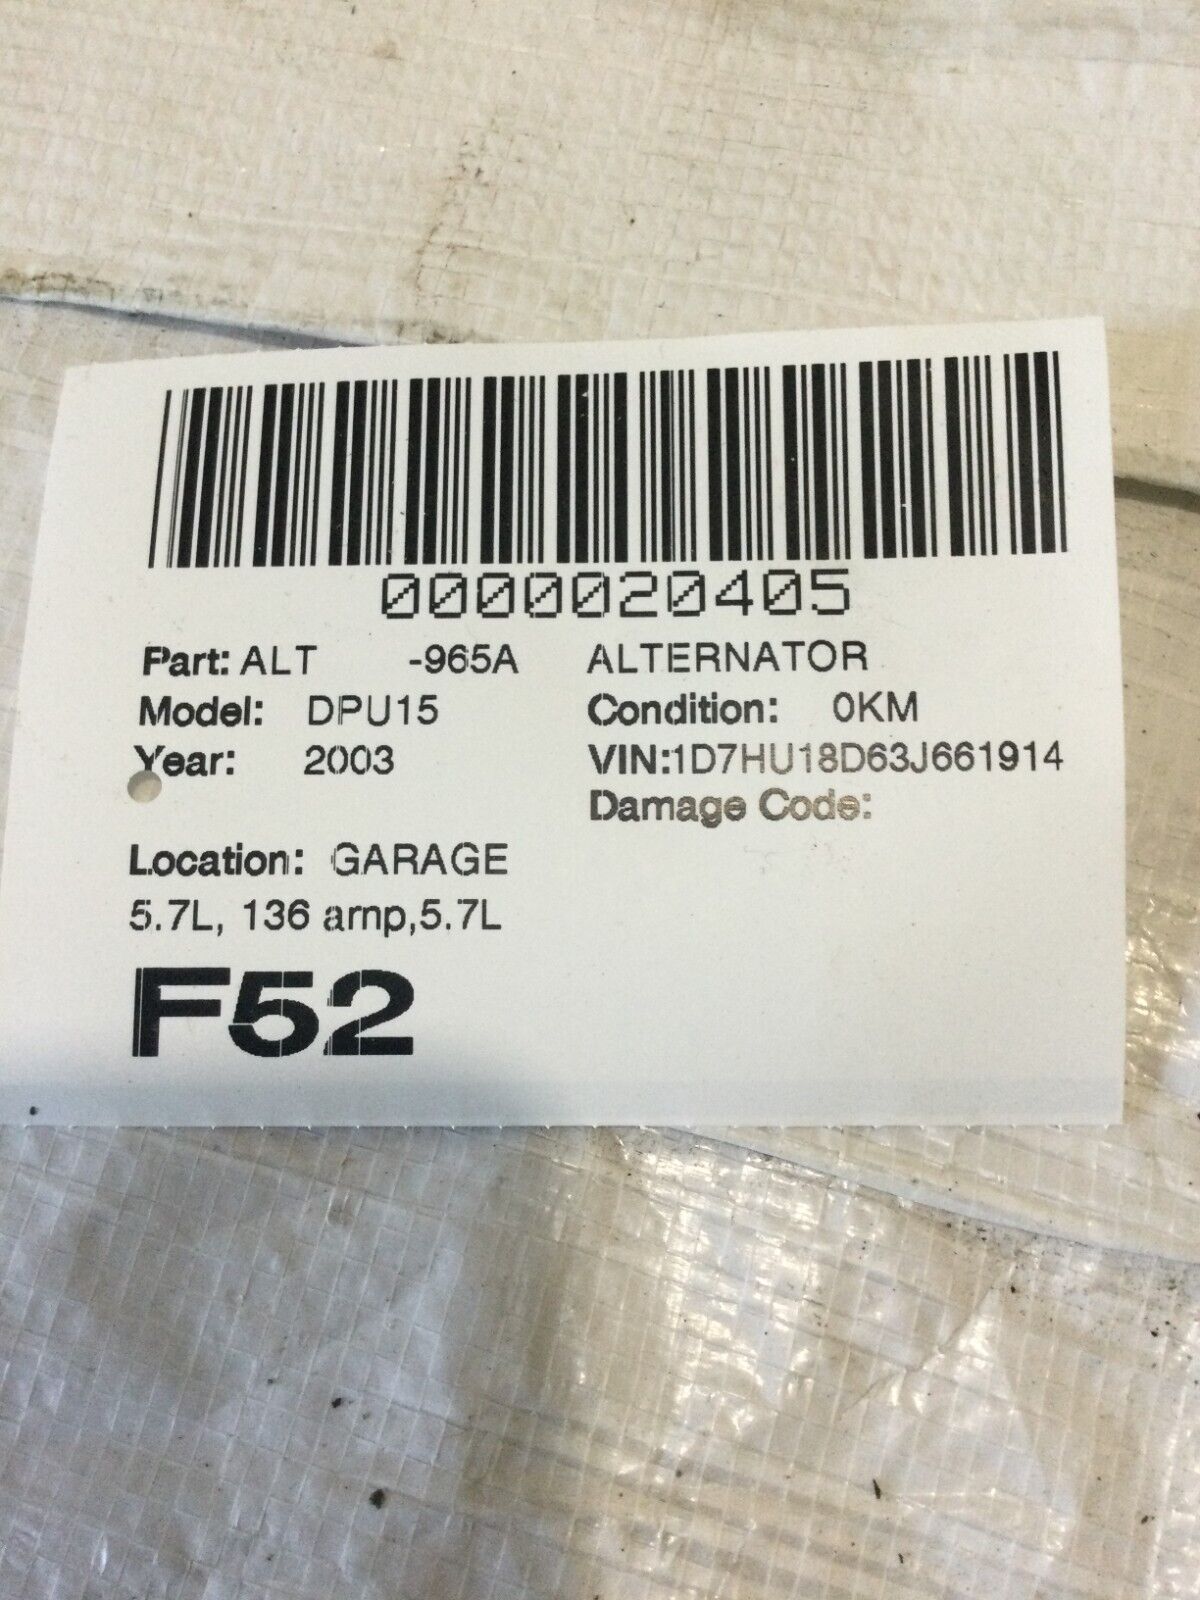 0000020405
Part: ALT -965A ALTERNATOR
Model: DPU15 Condition: 0KM
Year: 2003 VIN:1D7HU18D63J661914
Damage Code:
Location: GARAGE
5.7L, 136 amp,5.7L
F52